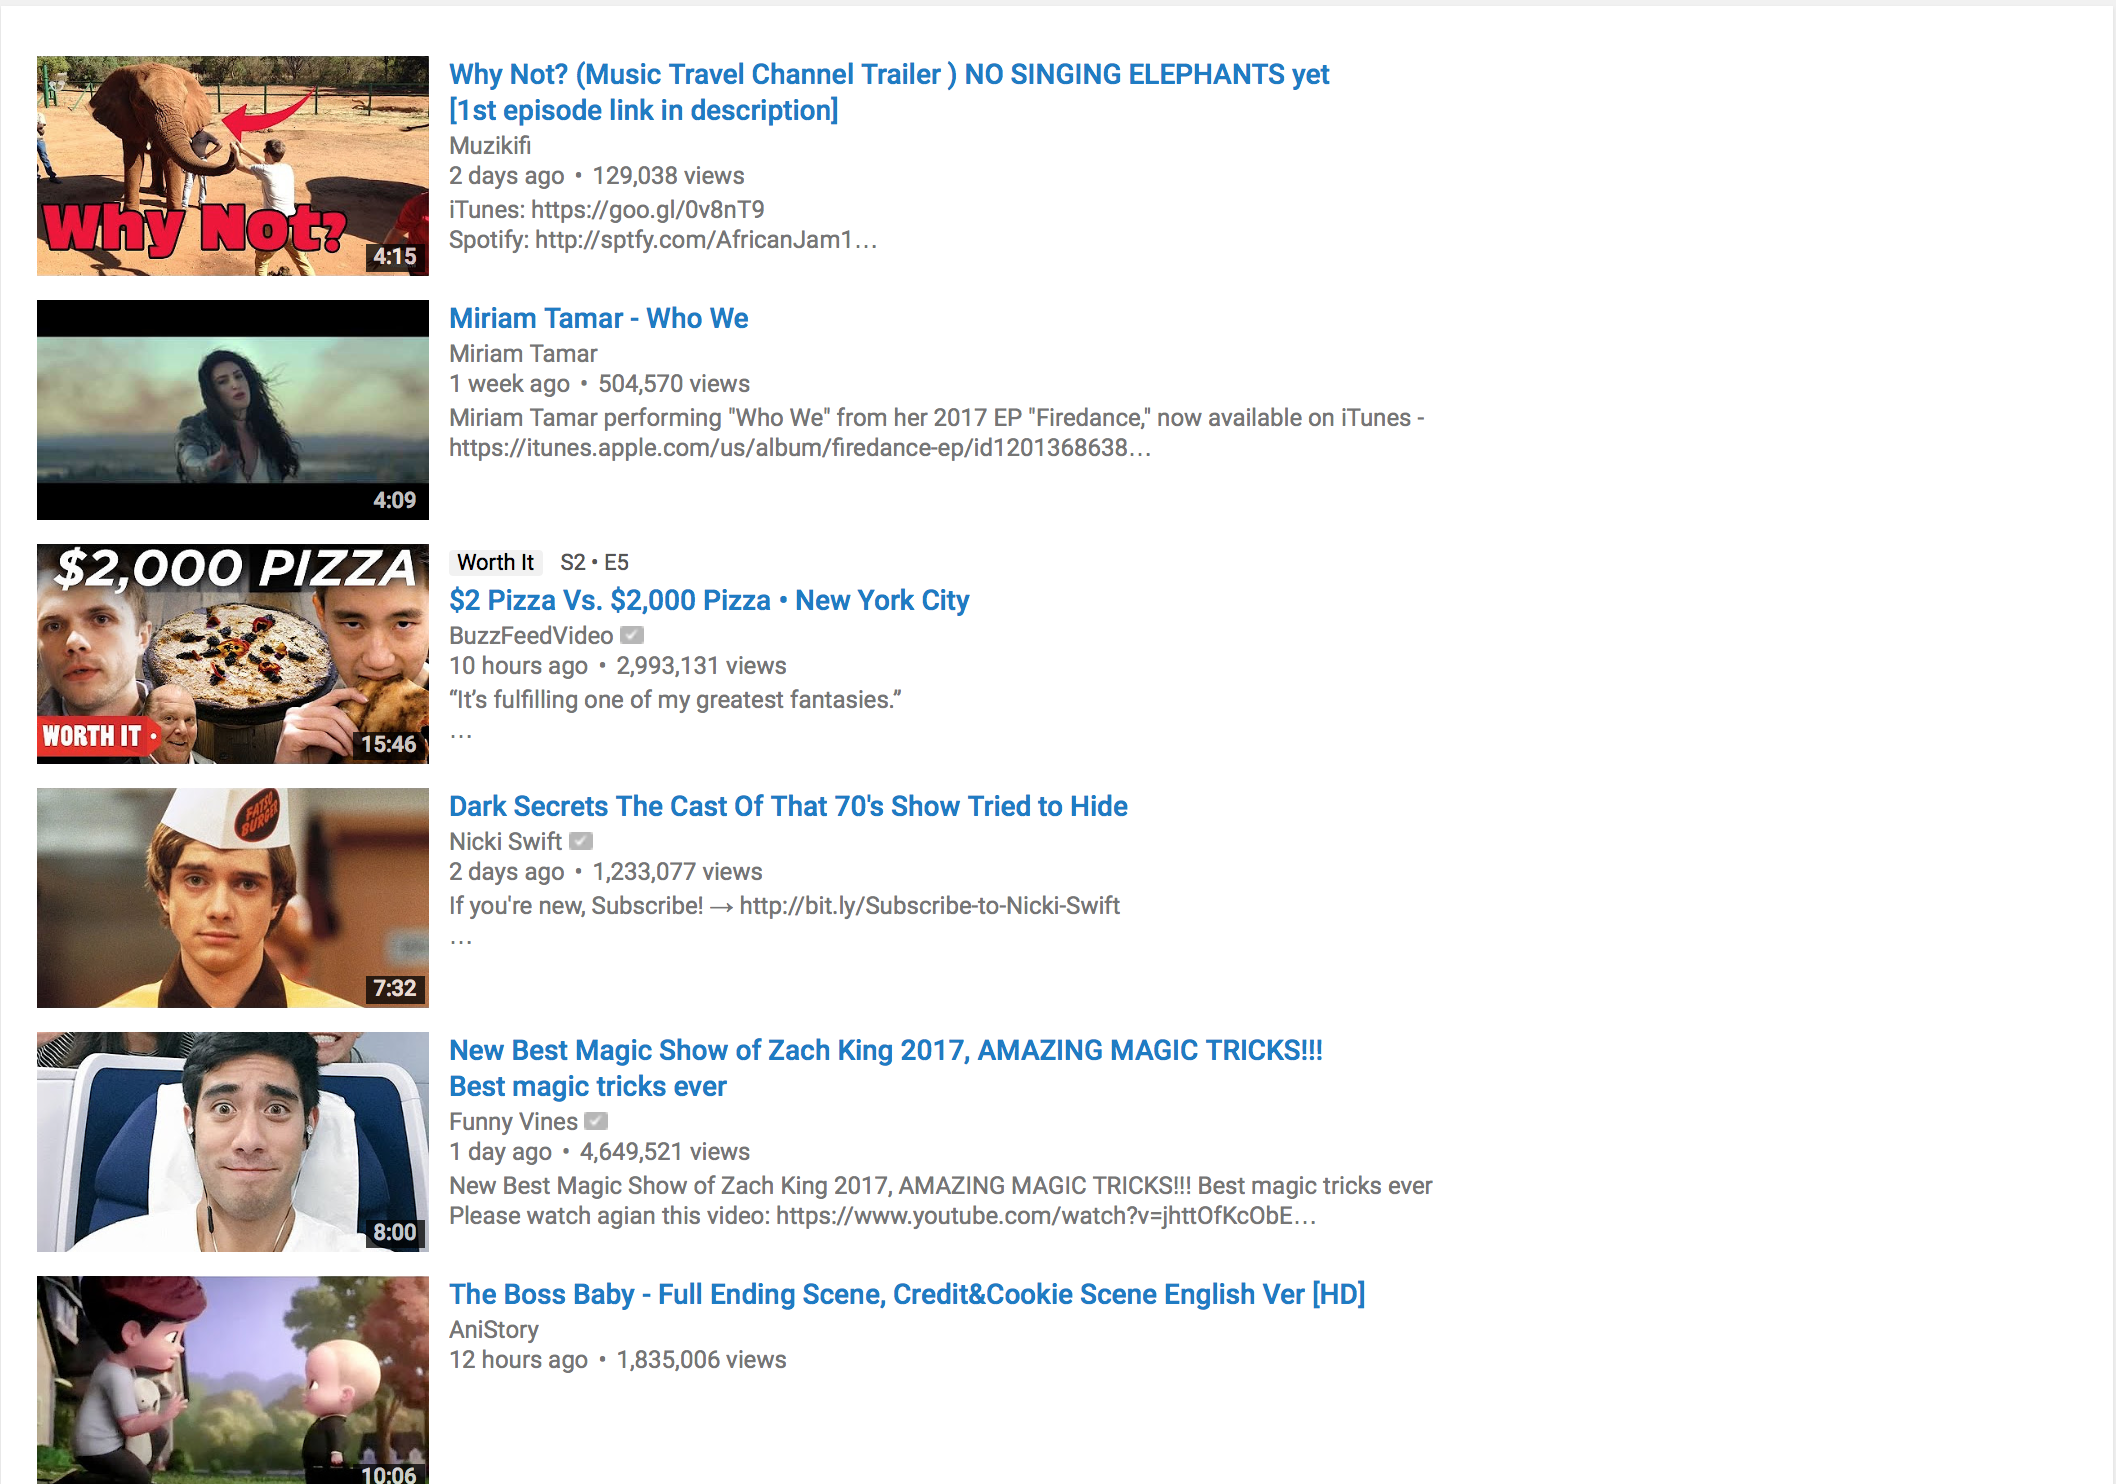 Why Not?
4:15
Why Not? (Music Travel Channel Trailer ) NO SINGING ELEPHANTS yet
[1st episode link in description]
Muzikifi
2 days ago • 129,038 views
iTunes: https://goo.gl/0v8nT9
Spotify: http://sptfy.com/AfricanJam1…
4:09
Miriam Tamar - Who We
Miriam Tamar
1 week ago • 504,570 views
Miriam Tamar performing "Who We" from her 2017 EP "Firedance," now available on iTunes -
https://itunes.apple.com/us/album/firedance-ep/id1201368638…
$2,000 PIZZA
WORTH IT
15:46
Worth It S2 • E5
$2 Pizza Vs. $2,000 Pizza • New York City
BuzzFeedVideo
10 hours ago • 2,993,131 views
“It’s fulfilling one of my greatest fantasies.”
…
FATSO
BURGER
7:32
Dark Secrets The Cast Of That 70's Show Tried to Hide
Nicki Swift
2 days ago • 1,233,077 views
If you're new, Subscribe! → http://bit.ly/Subscribe-to-Nicki-Swift
…
8:00
New Best Magic Show of Zach King 2017, AMAZING MAGIC TRICKS!!!
Best magic tricks ever
Funny Vines
1 day ago • 4,649,521 views
New Best Magic Show of Zach King 2017, AMAZING MAGIC TRICKS!!! Best magic tricks ever
Please watch agian this video: https://www.youtube.com/watch?v=jhttOfKcObE…
10:06
The Boss Baby - Full Ending Scene, Credit&Cookie Scene English Ver [HD]
AniStory
12 hours ago • 1,835,006 views